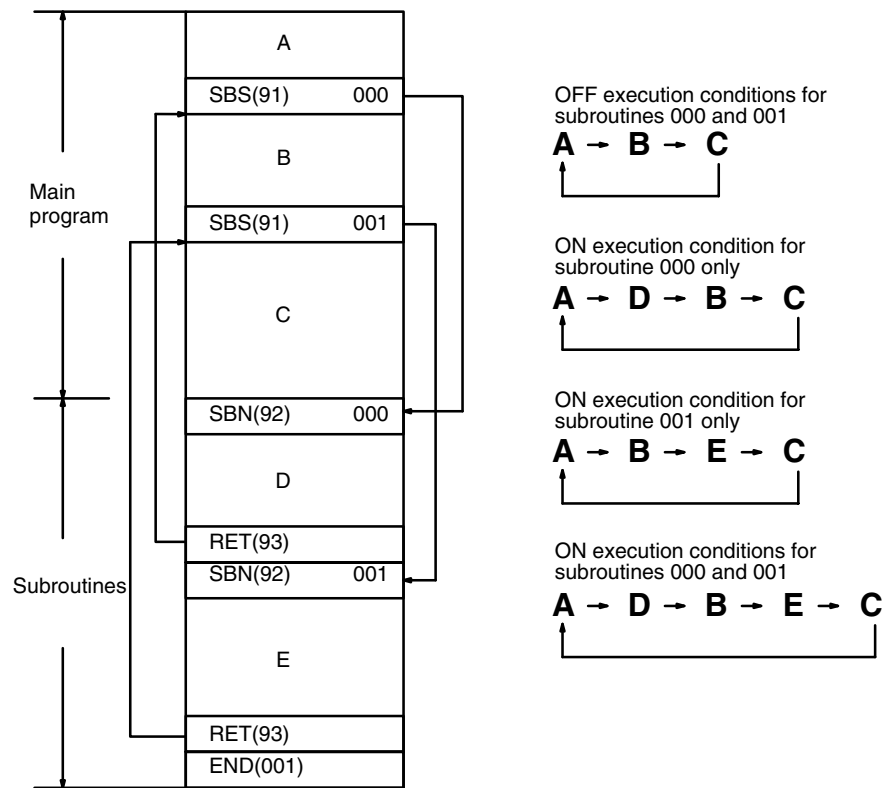 A
SBS(91) 000
B
SBS(91) 001
C
SBN(92) 000
D
RET(93)
SBN(92) 001
E
RET(93)
END(001)
Main
program
Subroutines
OFF execution conditions for
subroutines 000 and 001
A → B → C
ON execution condition for
subroutine 000 only
A → D → B → C
ON execution condition for
subroutine 001 only
A → B → E → C
ON execution conditions for
subroutines 000 and 001
A → D → B → E → C